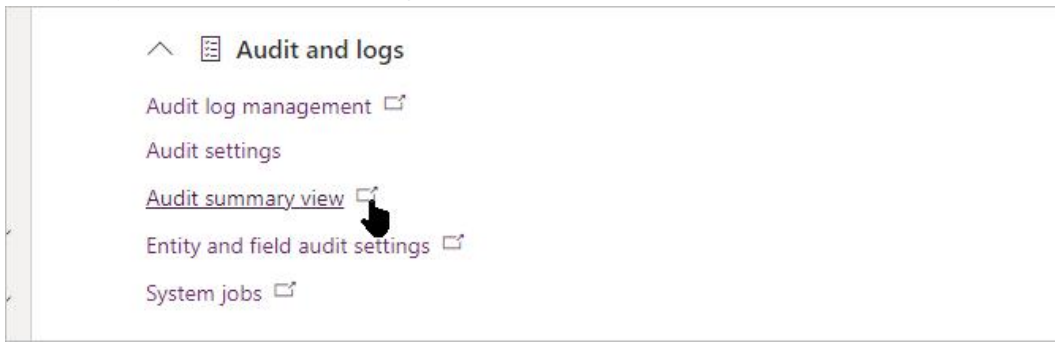 Audit and logs
Audit log management
Audit settings
Audit summary view
Entity and field audit settings
System jobs